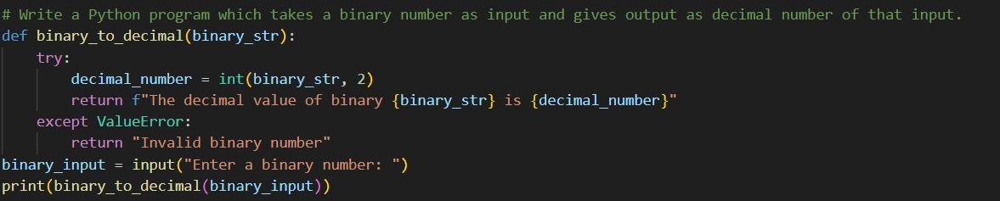 # Write a Python program which takes a binary number as input and gives output as decimal number of that input.
def binary_to_decimal(binary_str):
    try:
        decimal_number = int(binary_str, 2)
        return f"The decimal value of binary {binary_str} is {decimal_number}"
    except ValueError:
        return "Invalid binary number"
binary_input = input("Enter a binary number: ")
print(binary_to_decimal(binary_input))